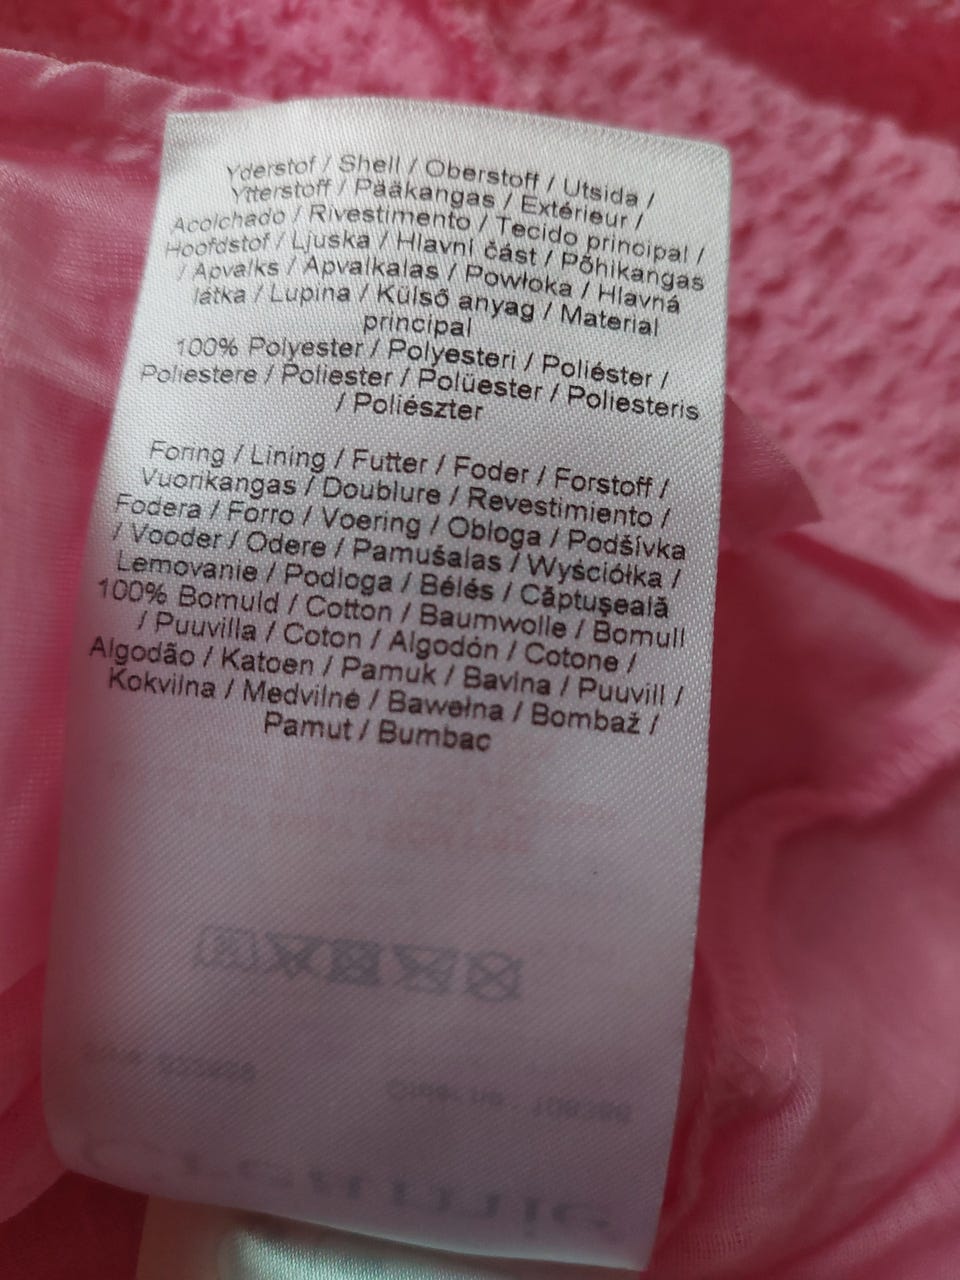 Yderstof / Shell / Oberstoff / Utsida /
Ytterstoff / Pääkangas / Extérieur /
Acolchado / Rivestimento / Tecido principal /
Hoofdstof / Ljuska / Hlavní část / Põhikangas
/ Apvalks / Apvalkalas / Powłoka / Hlavná
látka / Lupina / Külső anyag / Material
principal
100% Polyester / Polyesteri / Poliéster /
Poliestere / Poliester / Polüester / Poliesteris
/ Poliészter
Foring / Lining / Futter / Foder / Forstoff /
Vuorikangas / Doublure / Revestimiento /
Fodera / Forro / Voering / Obloga / Podšívka
/ Vooder / Odere / Pamušalas / Wyściółka /
Lemovanie / Podloga / Bélés / Căptuşeală
100% Bomuld / Cotton / Baumwolle / Bomull
/ Puuvilla / Coton / Algodón / Cotone /
Algodão / Katoen / Pamuk / Bavlna / Puuvill /
Kokvilna / Medvilnė / Bawełna / Bombaž /
Pamut / Bumbac